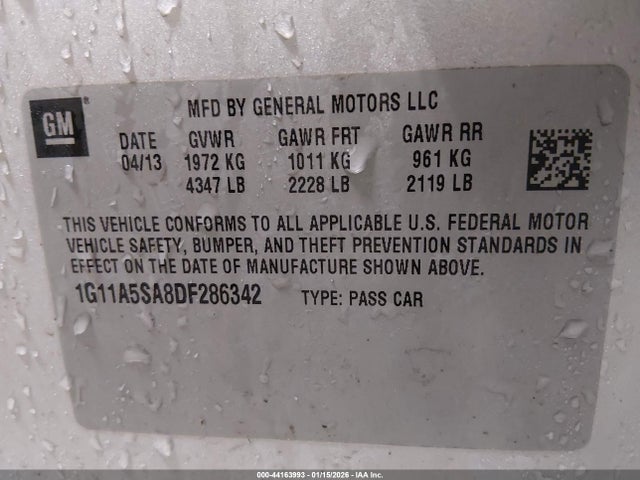 GM ®
MFD BY GENERAL MOTORS LLC
DATE GVWR GAWR FRT GAWR RR
04/13 1972 KG 1011 KG 961 KG
4347 LB 2228 LB 2119 LB
THIS VEHICLE CONFORMS TO ALL APPLICABLE U.S. FEDERAL MOTOR
VEHICLE SAFETY, BUMPER, AND THEFT PREVENTION STANDARDS IN
EFFECT ON THE DATE OF MANUFACTURE SHOWN ABOVE.
1G11A5SA8DF286342 TYPE: PASS CAR
000-44163993 - 01/15/2026 - IAA Inc.